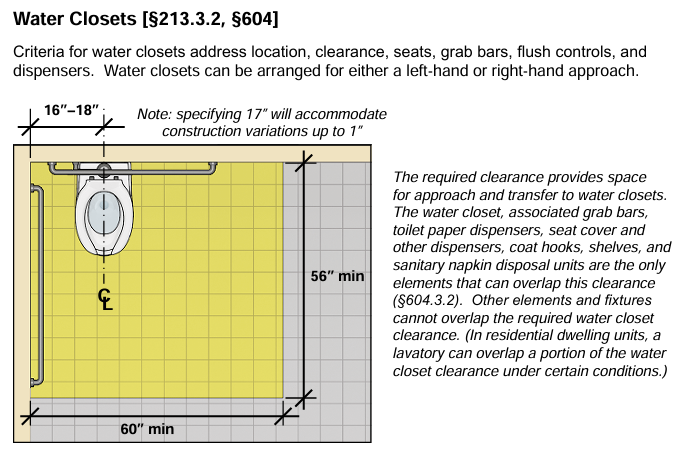 Water Closets [§213.3.2, §604]
Criteria for water closets address location, clearance, seats, grab bars, flush controls, and
dispensers.  Water closets can be arranged for either a left-hand or right-hand approach.
16”–18”
Note: specifying 17” will accommodate
construction variations up to 1”
The required clearance provides space
for approach and transfer to water closets.
The water closet, associated grab bars,
toilet paper dispensers, seat cover and
other dispensers, coat hooks, shelves, and
sanitary napkin disposal units are the only
elements that can overlap this clearance
(§604.3.2).  Other elements and fixtures
cannot overlap the required water closet
clearance. (In residential dwelling units, a
lavatory can overlap a portion of the water
closet clearance under certain conditions.)
56” min
℄
60” min